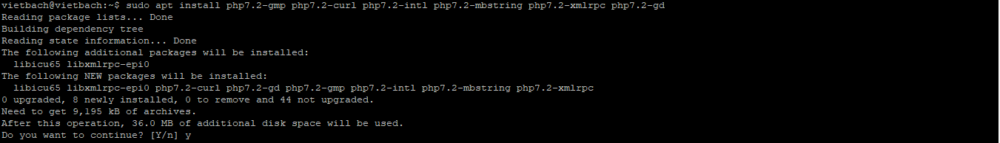 vietbach@vietbach:~$ sudo apt install php7.2-gmp php7.2-curl php7.2-intl php7.2-mbstring php7.2-xmlrpc php7.2-gd
Reading package lists... Done
Building dependency tree
Reading state information... Done
The following additional packages will be installed:
  libicu65 libxmlrpc-epi0
The following NEW packages will be installed:
  libicu65 libxmlrpc-epi0 php7.2-curl php7.2-gd php7.2-gmp php7.2-intl php7.2-mbstring php7.2-xmlrpc
0 upgraded, 8 newly installed, 0 to remove and 44 not upgraded.
Need to get 9,195 kB of archives.
After this operation, 36.0 MB of additional disk space will be used.
Do you want to continue? [Y/n] y